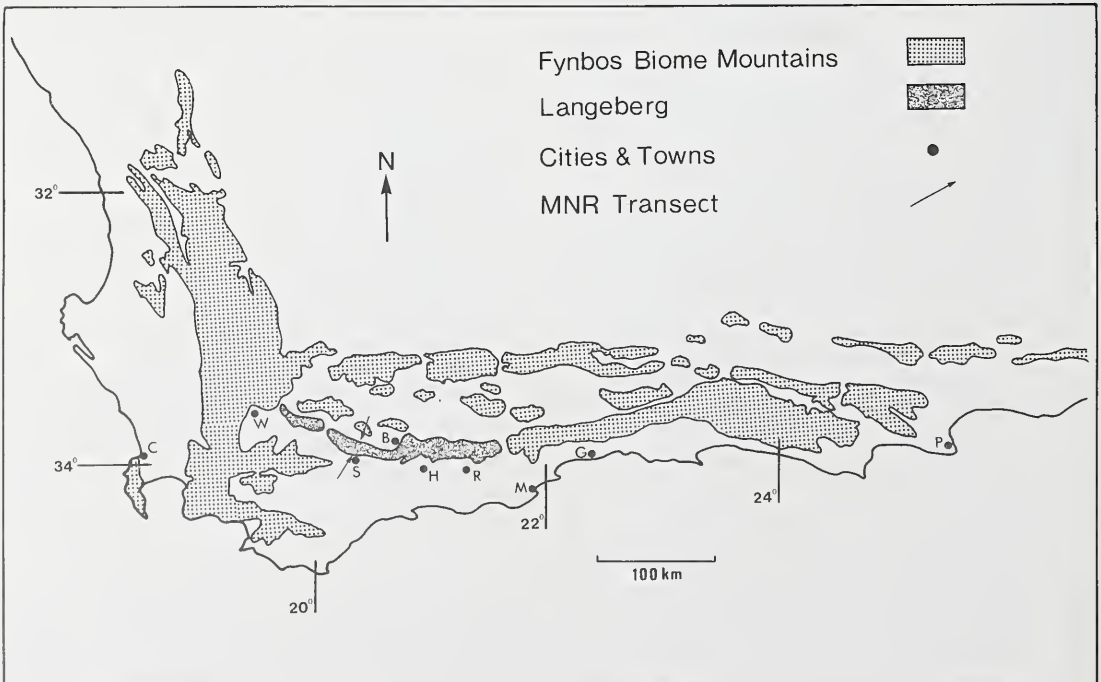 Fynbos Biome Mountains
Langeberg
Cities & Towns
MNR Transect
N
32°
W
C
B
34°
S
H
R
G
P
M
22°
24°
100 km
20°